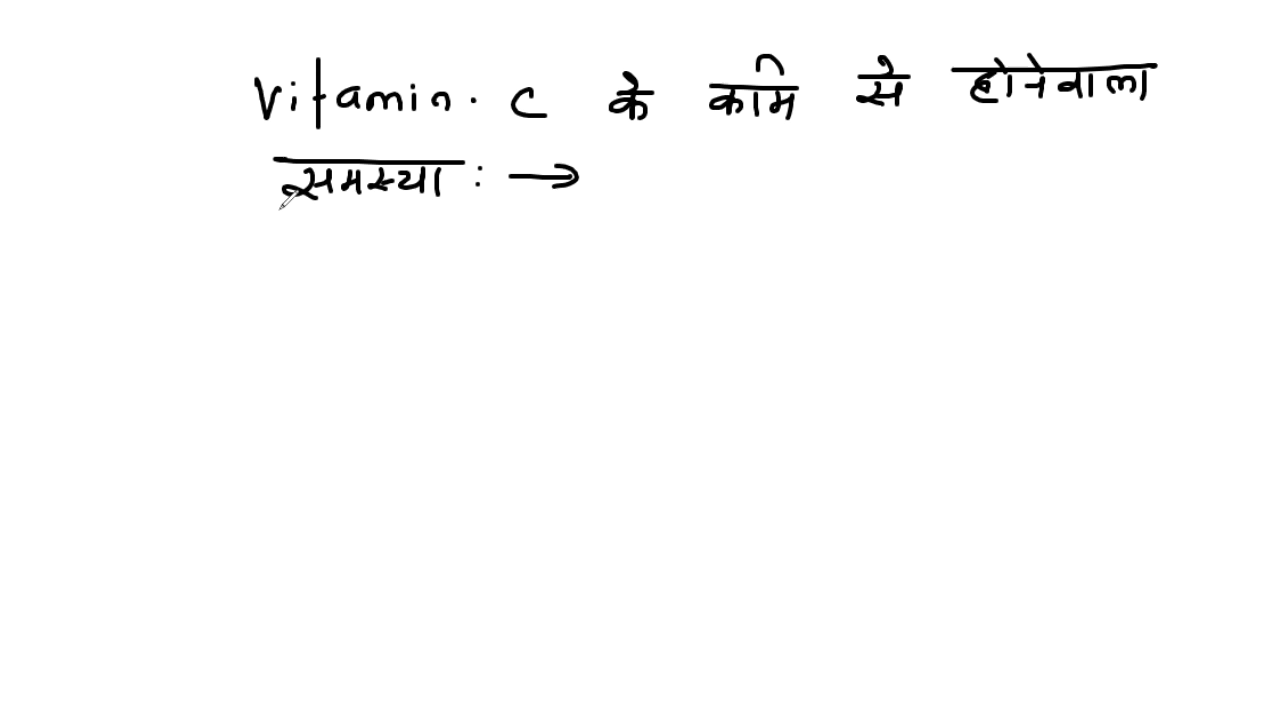 Vitamin. C के कमि से होनेवाला
समस्या : →